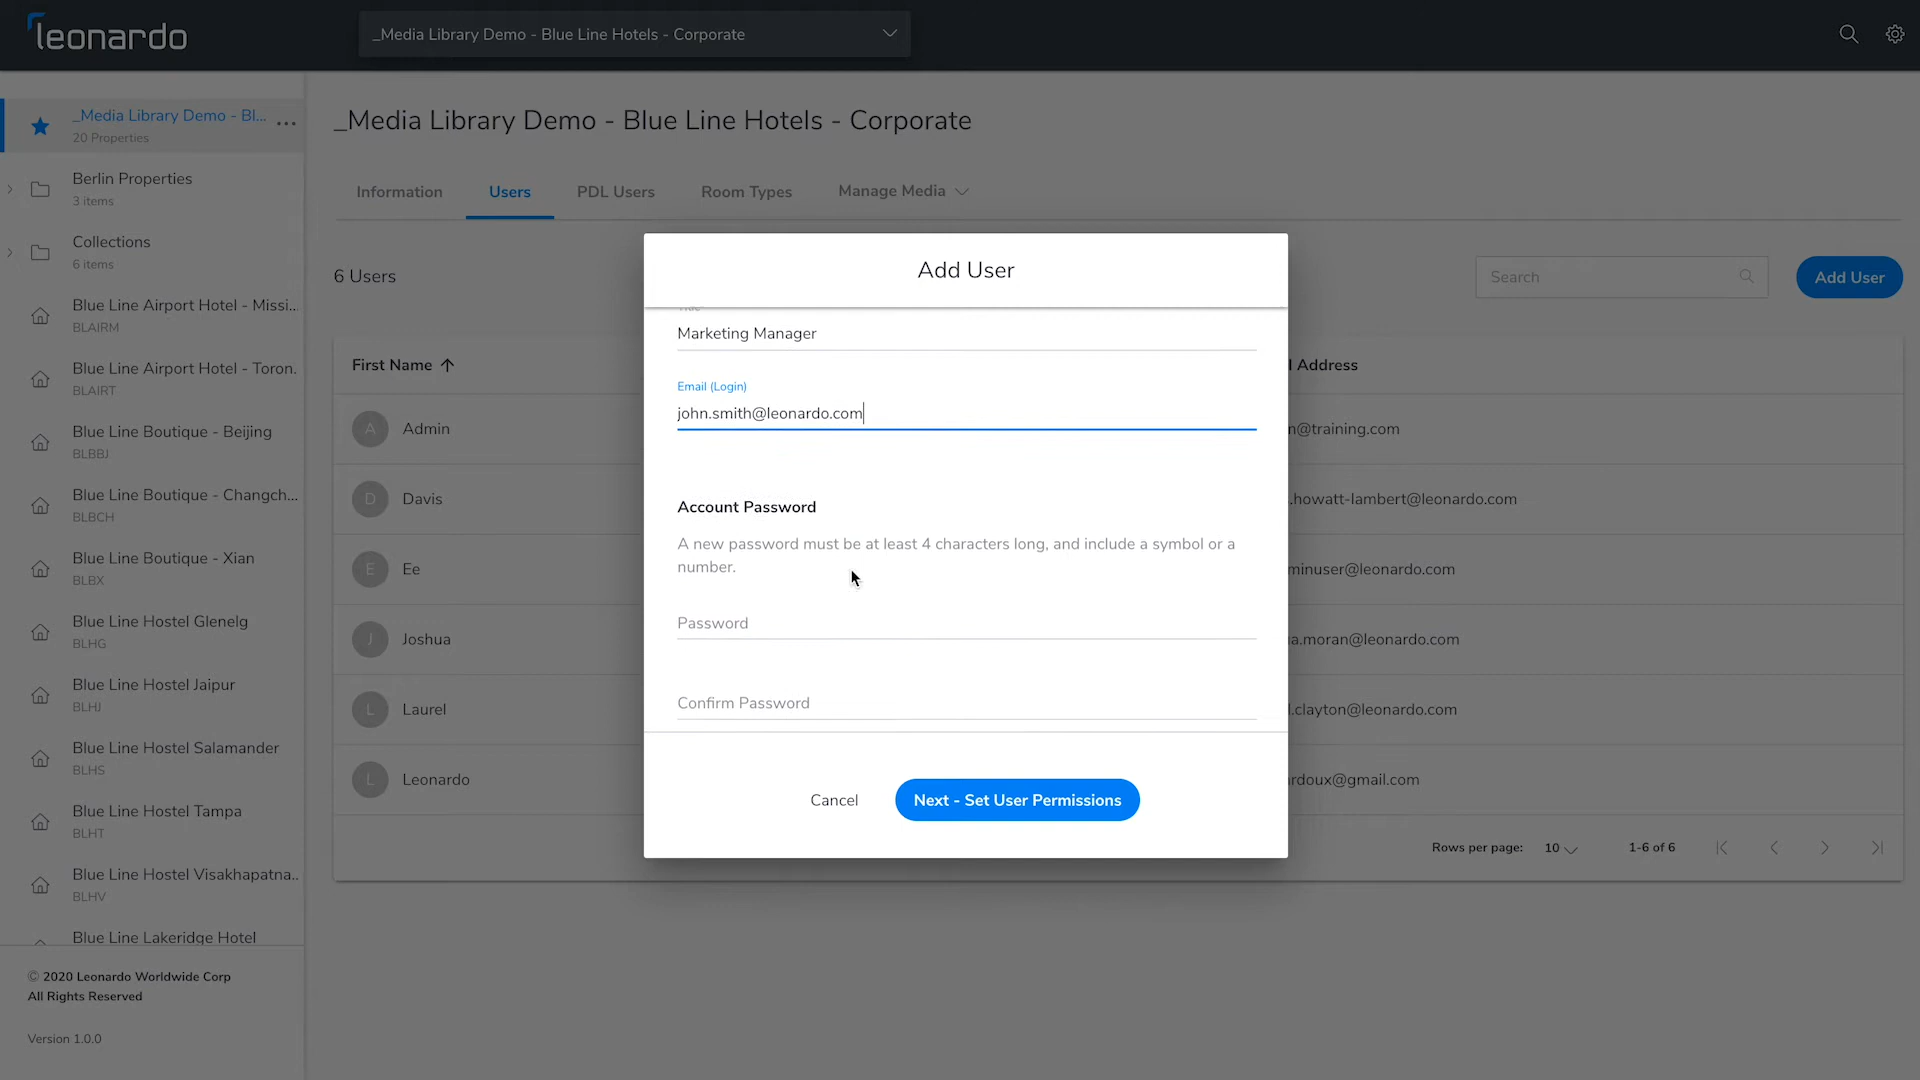 leonardo
_Media Library Demo - Blue Line Hotels - Corporate
_Media Library Demo - Bl...
20 Properties
Berlin Properties
3 items
Collections
6 items
Blue Line Airport Hotel - Missi...
BLAIRM
Blue Line Airport Hotel - Toron.
BLAIRT
Blue Line Boutique - Beijing
BLBBJ
Blue Line Boutique - Changch...
BLBCH
Blue Line Boutique - Xian
BLBX
Blue Line Hostel Glenelg
BLHG
Blue Line Hostel Jaipur
BLHJ
Blue Line Hostel Salamander
BLHS
Blue Line Hostel Tampa
BLHT
Blue Line Hostel Visakhapatna..
BLHV
Blue Line Lakeridge Hotel
© 2020 Leonardo Worldwide Corp
All Rights Reserved
Version 1.0.0
_Media Library Demo - Blue Line Hotels - Corporate
Information
Users
PDL Users
Room Types
Manage Media
6 Users
Search
Add User
First Name
l Address
A Admin
n@training.com
D Davis
.howatt-lambert@leonardo.com
E Ee
minuser@leonardo.com
J Joshua
a.moran@leonardo.com
L Laurel
l.clayton@leonardo.com
L Leonardo
rdoux@gmail.com
Rows per page: 10 1-6 of 6
Add User
Marketing Manager
Email (Login)
john.smith@leonardo.com
Account Password
A new password must be at least 4 characters long, and include a symbol or a
number.
Password
Confirm Password
Cancel
Next - Set User Permissions